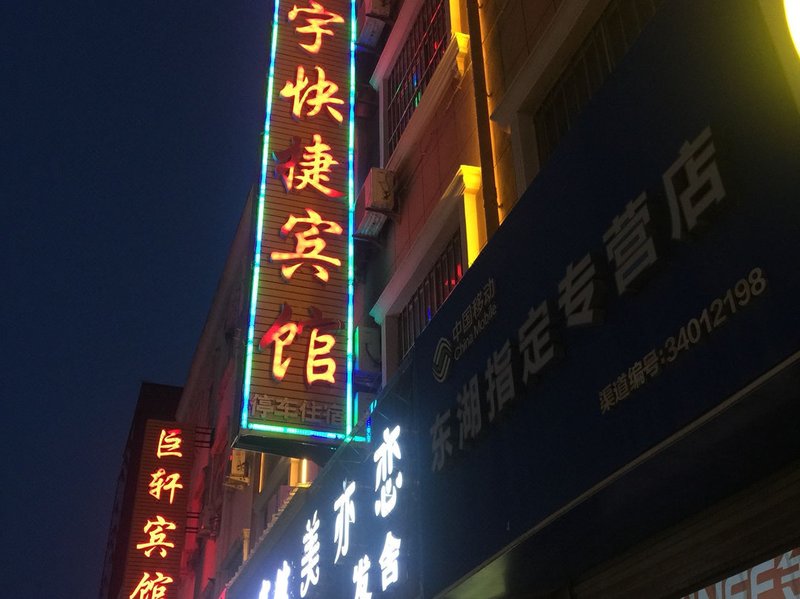 宇快捷宾馆
停车住宿
巨轩宾馆
美亦恋
发舍
中国移动
China Mobile
东湖指定专营店
渠道编号:34012198